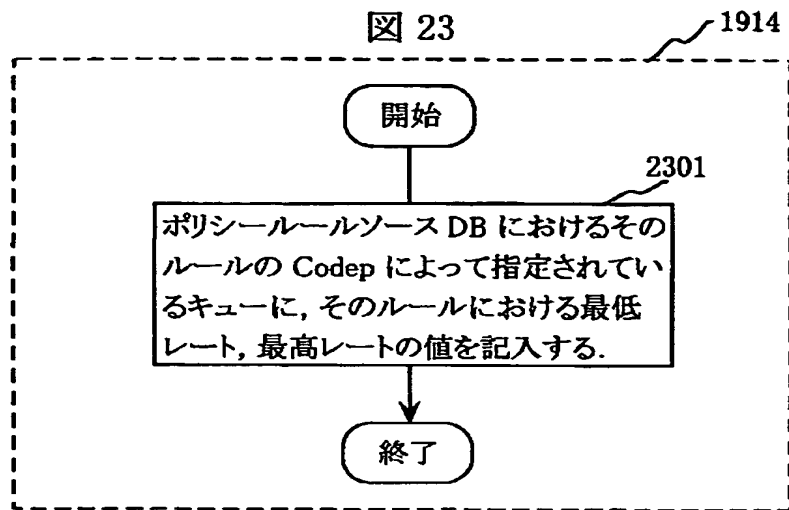 図 23
1914
開始
2301
ポリシールールソース DB におけるその
ルールの Codep によって指定されてい
るキューに, そのルールにおける最低
レート, 最高レートの値を記入する.
終了